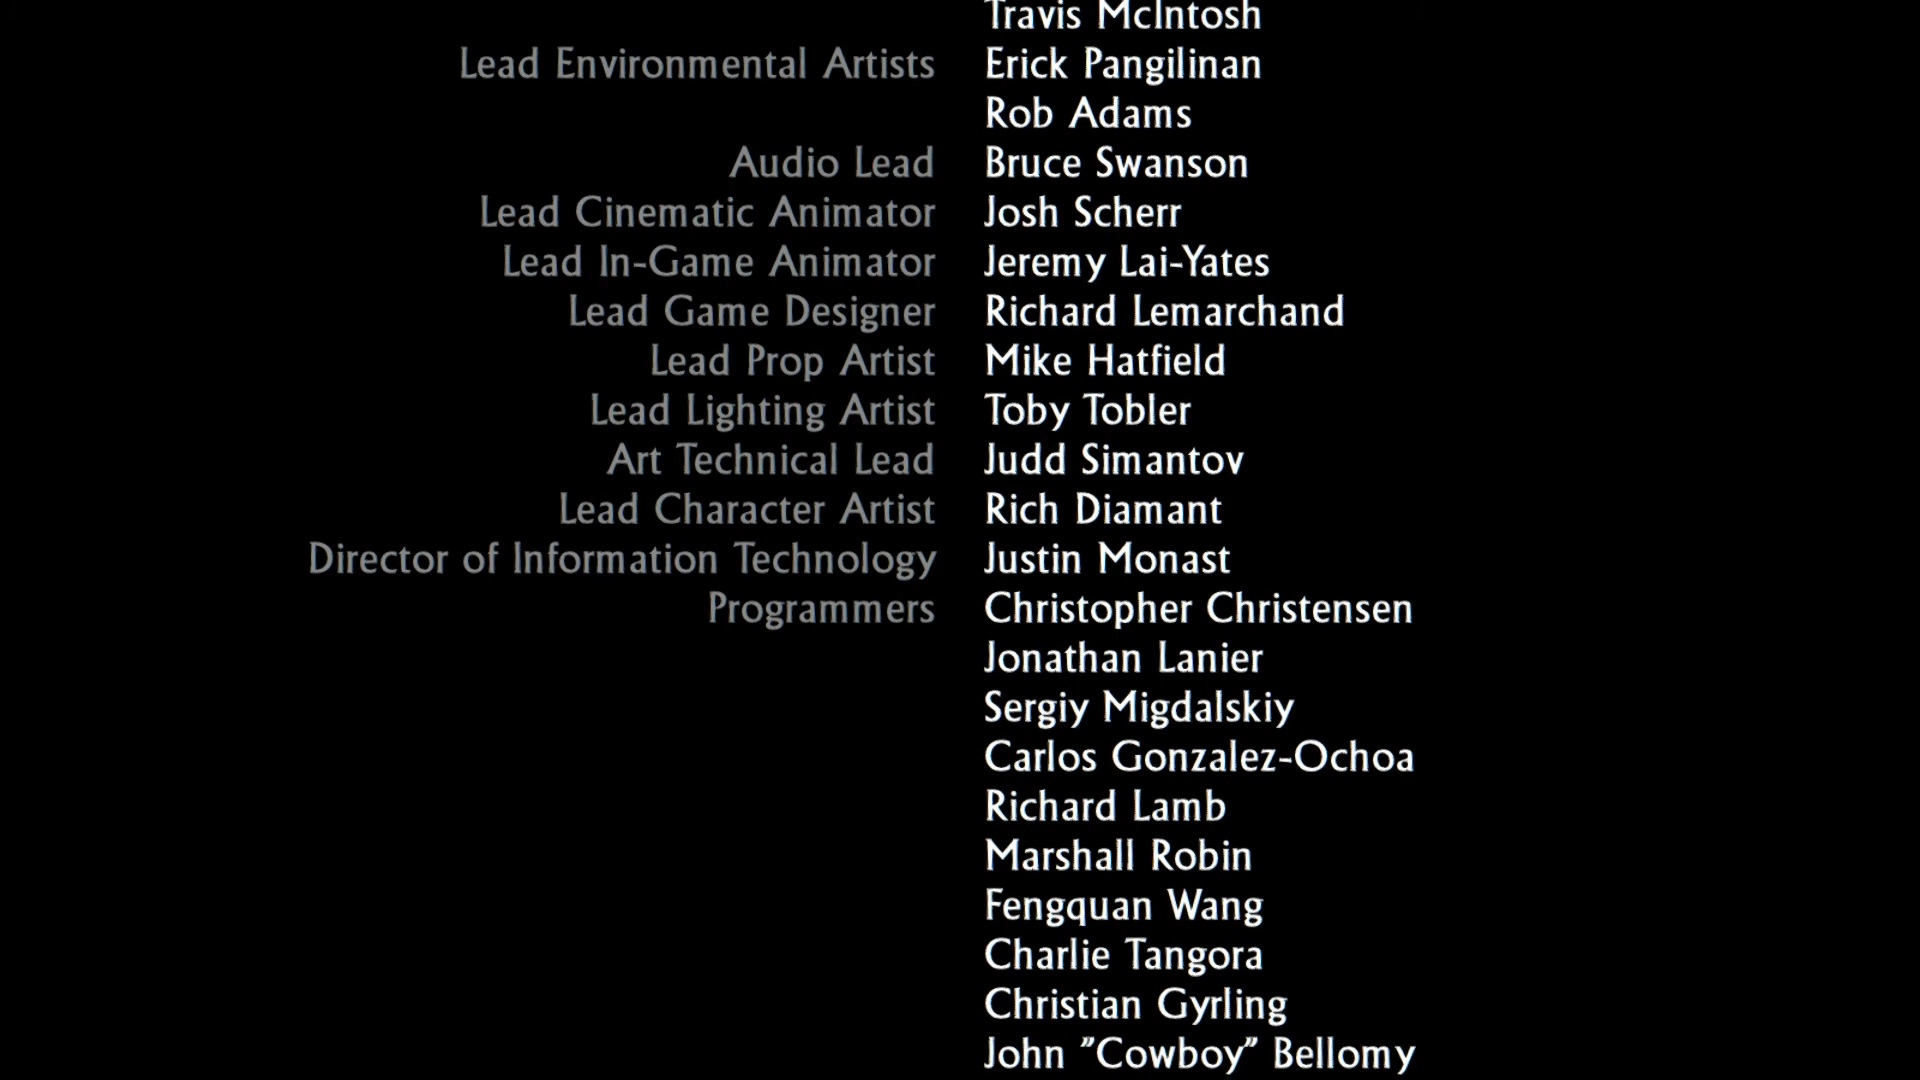 Travis McIntosh
Lead Environmental Artists Erick Pangilinan
Rob Adams
Audio Lead Bruce Swanson
Lead Cinematic Animator Josh Scherr
Lead In-Game Animator Jeremy Lai-Yates
Lead Game Designer Richard Lemarchand
Lead Prop Artist Mike Hatfield
Lead Lighting Artist Toby Tobler
Art Technical Lead Judd Simantov
Lead Character Artist Rich Diamant
Director of Information Technology Justin Monast
Programmers Christopher Christensen
Jonathan Lanier
Sergiy Migdalskiy
Carlos Gonzalez-Ochoa
Richard Lamb
Marshall Robin
Fengquan Wang
Charlie Tangora
Christian Gyrling
John "Cowboy" Bellomy